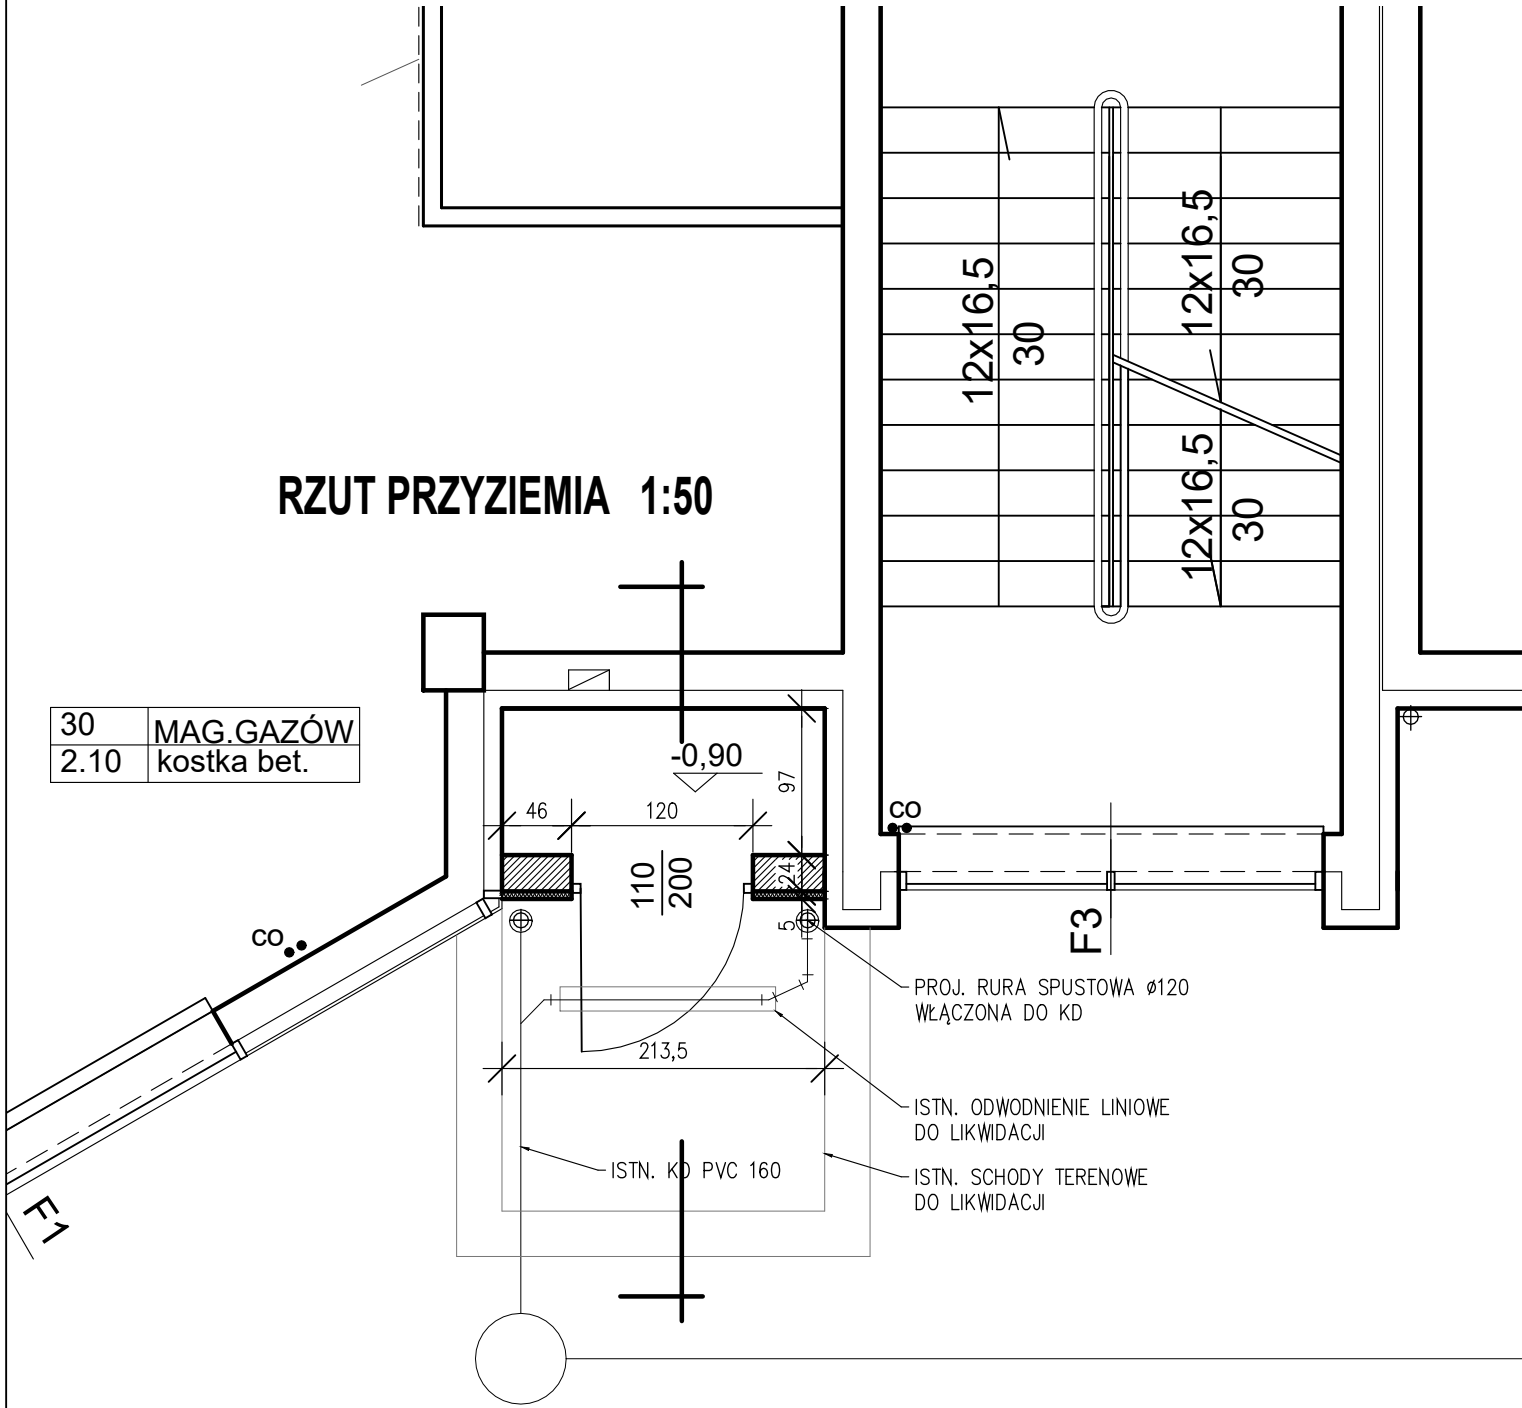 12x16,5
30
12x16,5
30
12x16,5
30
RZUT PRZYZIEMIA 1:50
30 MAG.GAZÓW
2.10 kostka bet.
-0,90
97
46
120
110
200
24
5
co
co
F3
F1
PROJ. RURA SPUSTOWA ø120
WŁĄCZONA DO KD
213,5
ISTN. ODWODNIENIE LINIOWE
DO LIKWIDACJI
ISTN. KD PVC 160
ISTN. SCHODY TERENOWE
DO LIKWIDACJI